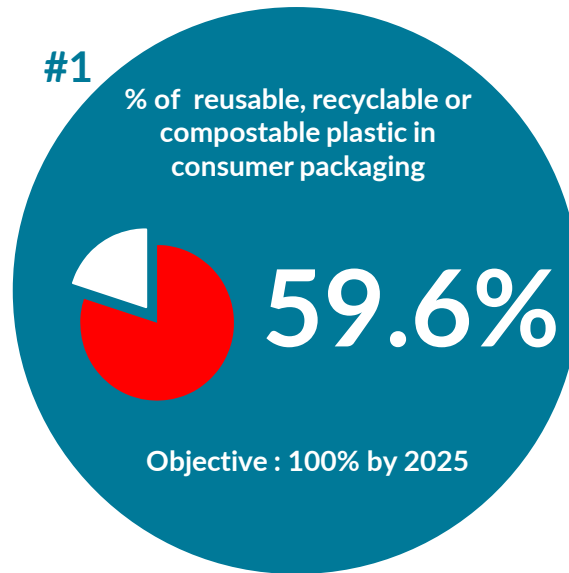 #1
% of  reusable, recyclable or
compostable plastic in
consumer packaging
59.6%
Objective : 100% by 2025